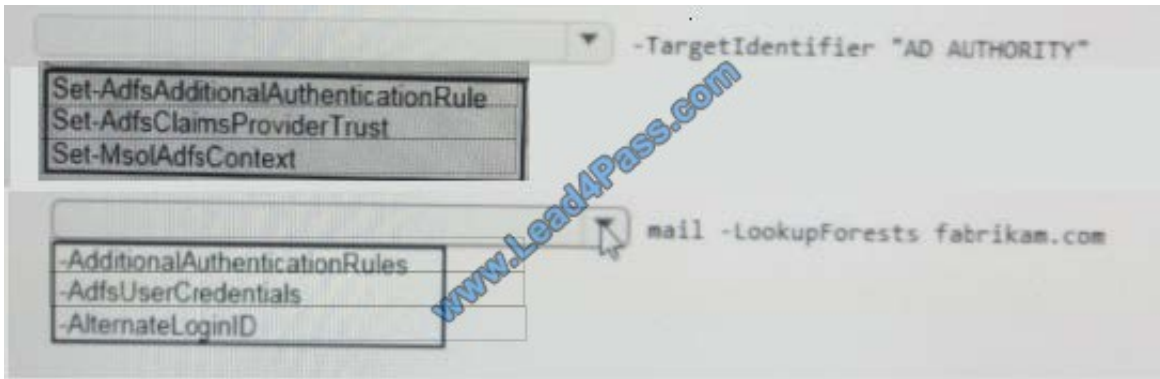 -TargetIdentifier "AD AUTHORITY"
Set-AdfsAdditionalAuthenticationRule
Set-AdfsClaimsProviderTrust
Set-MsolAdfsContext
www.Lead4Pass.com
mail -LookupForests fabrikam.com
-AdditionalAuthenticationRules
-AdfsUserCredentials
-AlternateLoginID